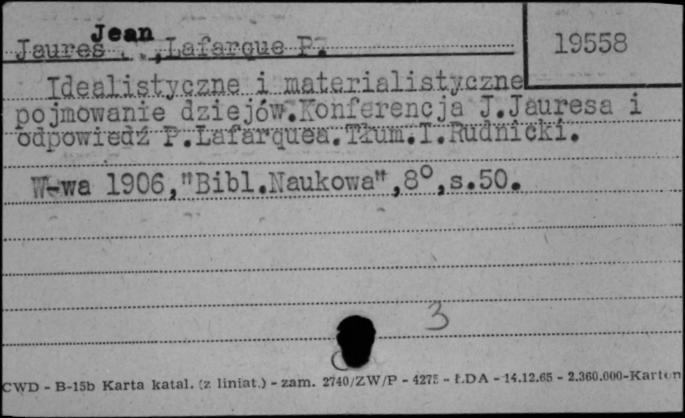 Jean
Jaures , Lafarque P.
19558
Idealistyczne i materialistyczne
pojmowanie dziejów.Konferencja J.Jauresa i
odpowiedź P.Lafarquea.Tłum.I.Rudnicki.
W-wa 1906,"Bibl.Naukowa",8°,s.50.
3
CWD - B-15b Karta katal. (z liniat.) - zam. 2740/ZW/P - 4275 - ŁDA - 14.12.65 - 2.360.000-Karton